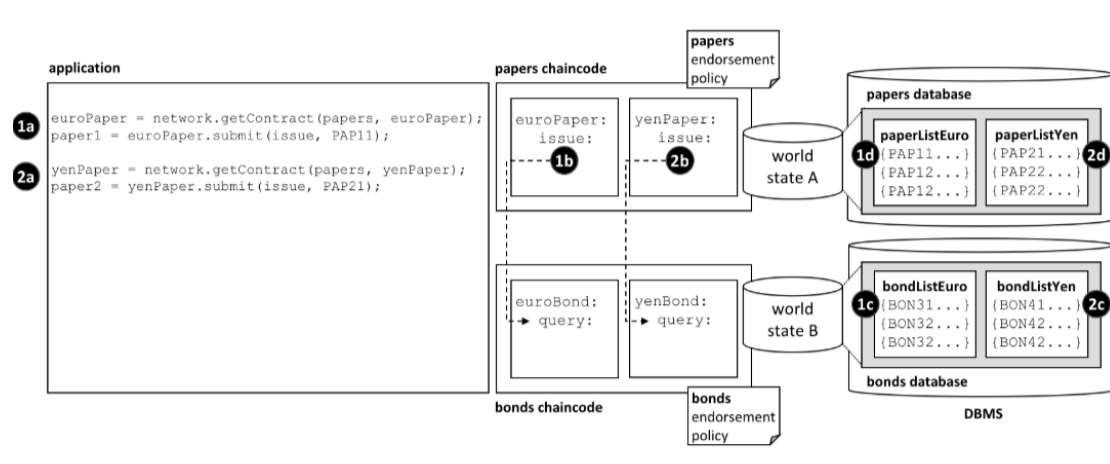 application
1a
euroPaper = network.getContract(papers, euroPaper);
paper1 = euroPaper.submit(issue, PAP11);
2a
yenPaper = network.getContract(papers, yenPaper);
paper2 = yenPaper.submit(issue, PAP21);
papers chaincode
papers
endorsement
policy
euroPaper:
issue:
1b
yenPaper:
issue:
2b
euroBond:
query:
yenBond:
query:
bonds chaincode
bonds
endorsement
policy
world
state A
world
state B
papers database
1d
paperListEuro
{PAP11...}
{PAP12...}
{PAP12...}
paperListYen
{PAP21...}
{PAP22...}
{PAP22...}
2d
1c
bondListEuro
{BON31...}
{BON32...}
{BON32...}
bondListYen
{BON41...}
{BON42...}
{BON42...}
2c
bonds database
DBMS